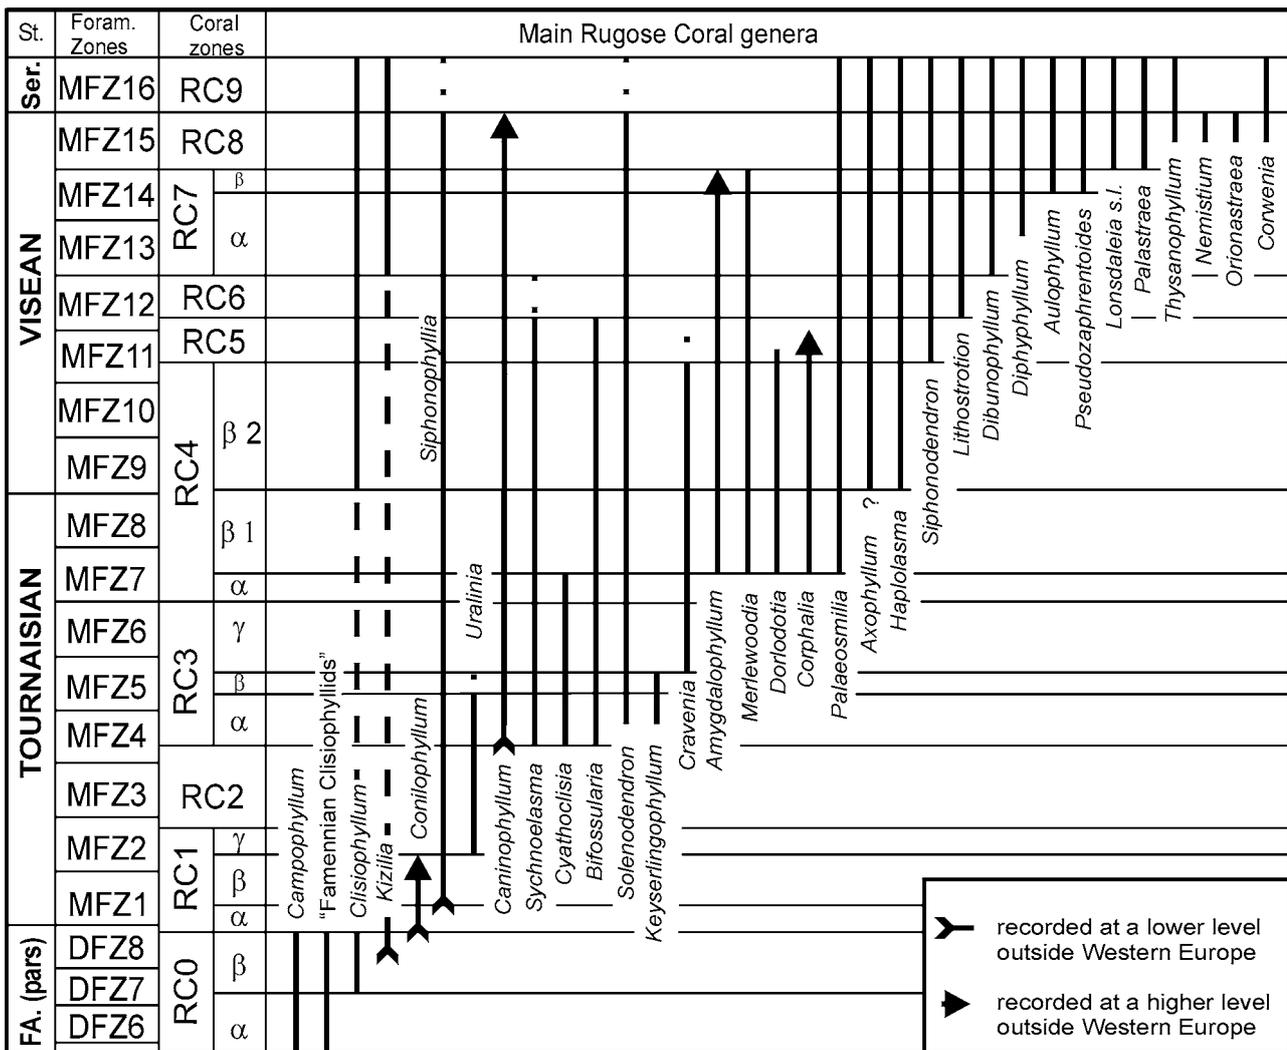 St.
Foram.
Zones
Coral
zones
Main Rugose Coral genera
Ser.
MFZ16
RC9
VISEAN
MFZ15
RC8
MFZ14
RC7
β
MFZ13
α
MFZ12
RC6
MFZ11
RC5
MFZ10
RC4
β 2
MFZ9
TOURNAISIAN
MFZ8
β 1
MFZ7
α
MFZ6
RC3
γ
MFZ5
β
MFZ4
α
MFZ3
RC2
MFZ2
RC1
γ
β
MFZ1
α
FA. (pars)
DFZ8
RC0
β
DFZ7
DFZ6
α
Campophyllum
“Famennian Clisiophyllids”
Clisiophyllum
Kizilia
Conilophyllum
Siphonophyllia
Uralinia
Caninophyllum
Sychnoelasma
Cyathoclisia
Bifossularia
Solenodendron
Keyserlingophyllum
Cravenia
Amygdalophyllum
Merlewoodia
Dorlodotia
Corphalia
Palaeosmilia
Axophyllum ?
Haplolasma
Siphonodendron
Lithostrotion
Dibunophyllum
Diphyphyllum
Aulophyllum
Pseudozaphrentoides
Lonsdaleia s.l.
Palastraea
Thysanophyllum
Nemistium
Orionastraea
Corwenia
recorded at a lower level
outside Western Europe
recorded at a higher level
outside Western Europe